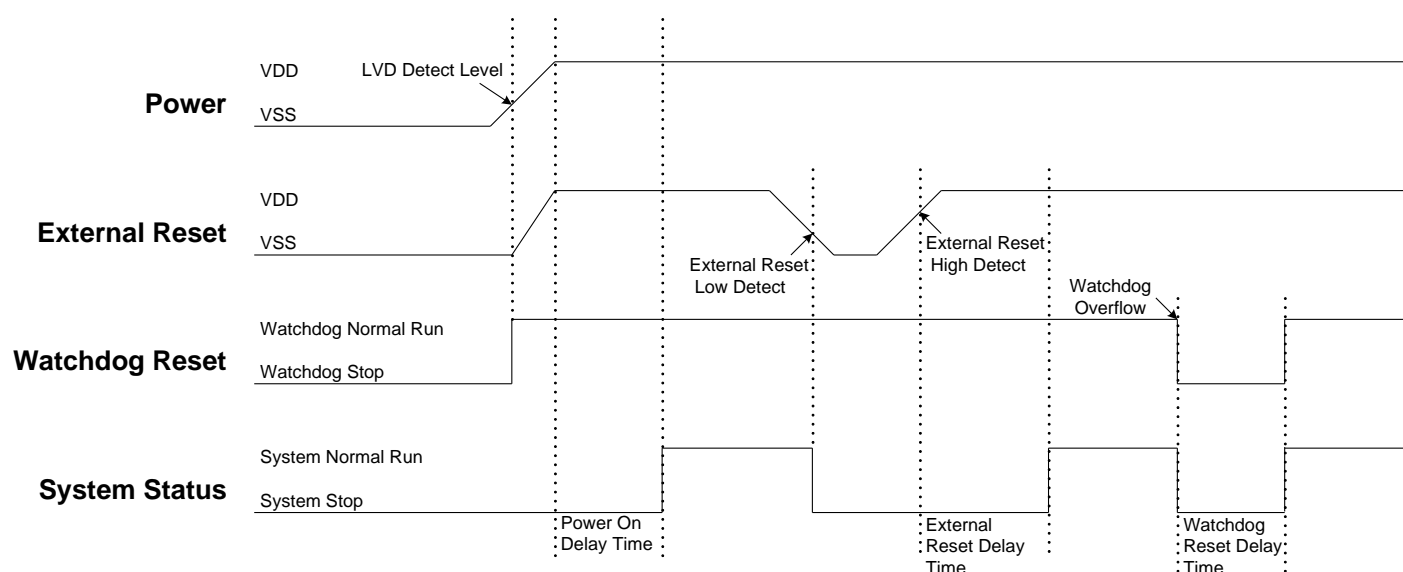 VDD
LVD Detect Level
Power
VSS
VDD
External Reset
VSS
External Reset
Low Detect
External Reset
High Detect
Watchdog
Overflow
Watchdog Normal Run
Watchdog Reset
Watchdog Stop
System Normal Run
System Status
System Stop
Power On
Delay Time
External
Reset Delay
Time
Watchdog
Reset Delay
Time